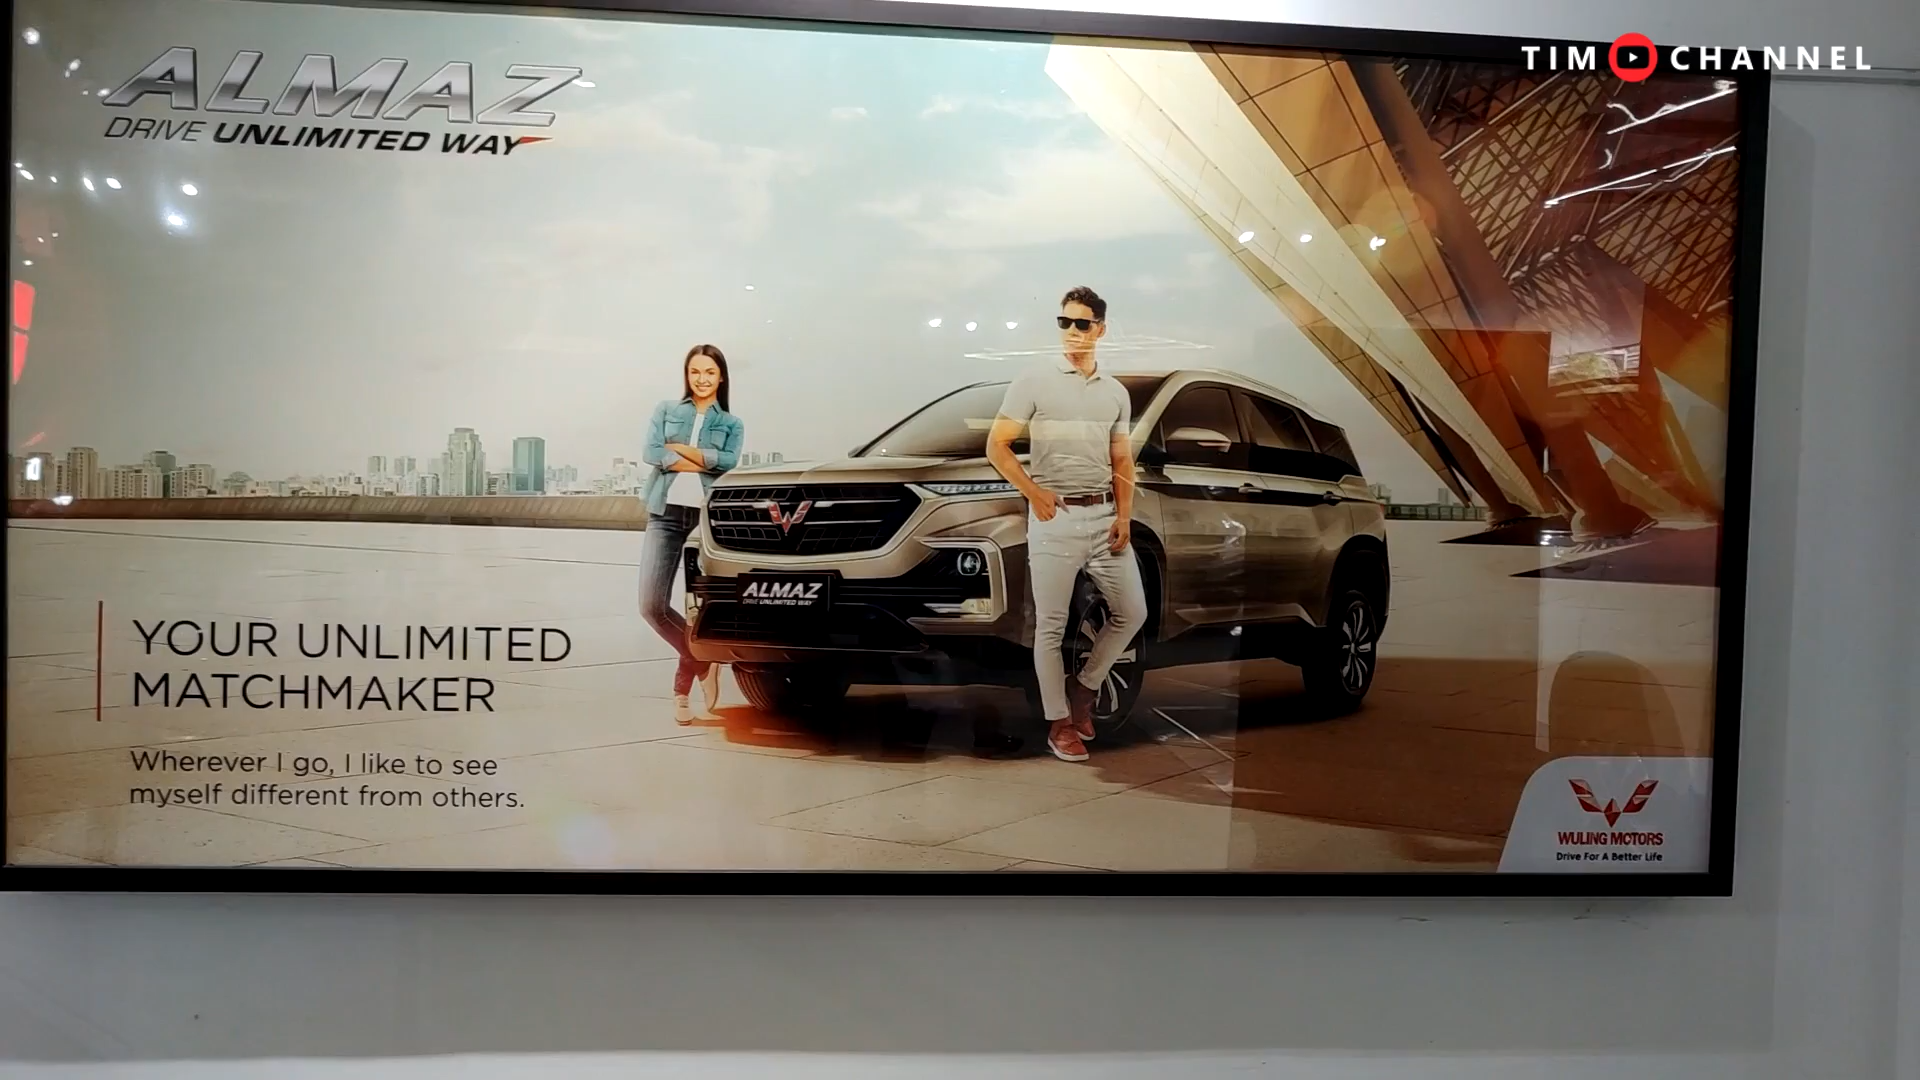 TIM CHANNEL
ALMAZ
DRIVE UNLIMITED WAY
ALMAZ
DRIVE UNLIMITED WAY
YOUR UNLIMITED
MATCHMAKER
Wherever I go, I like to see
myself different from others.
WULING MOTORS
Drive For A Better Life